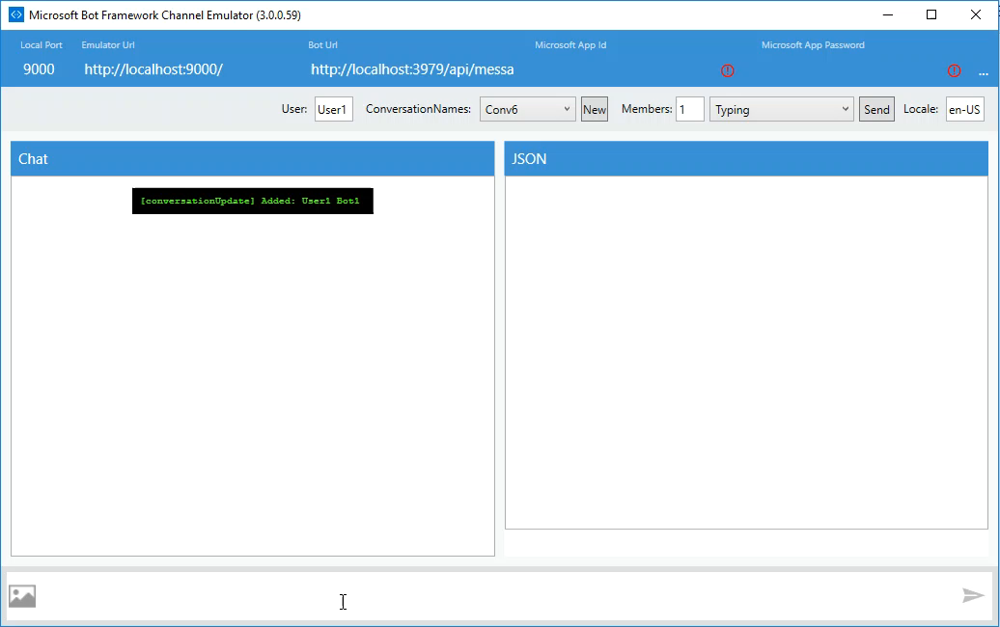 Microsoft Bot Framework Channel Emulator (3.0.0.59)
Local Port Emulator Url Bot Url Microsoft App Id Microsoft App Password
9000 http://localhost:9000/ http://localhost:3979/api/messa ...
User: User1 ConversationNames: Conv6 New Members: 1 Typing Send Locale: en-US
Chat JSON
[conversationUpdate] Added: User1 Bot1